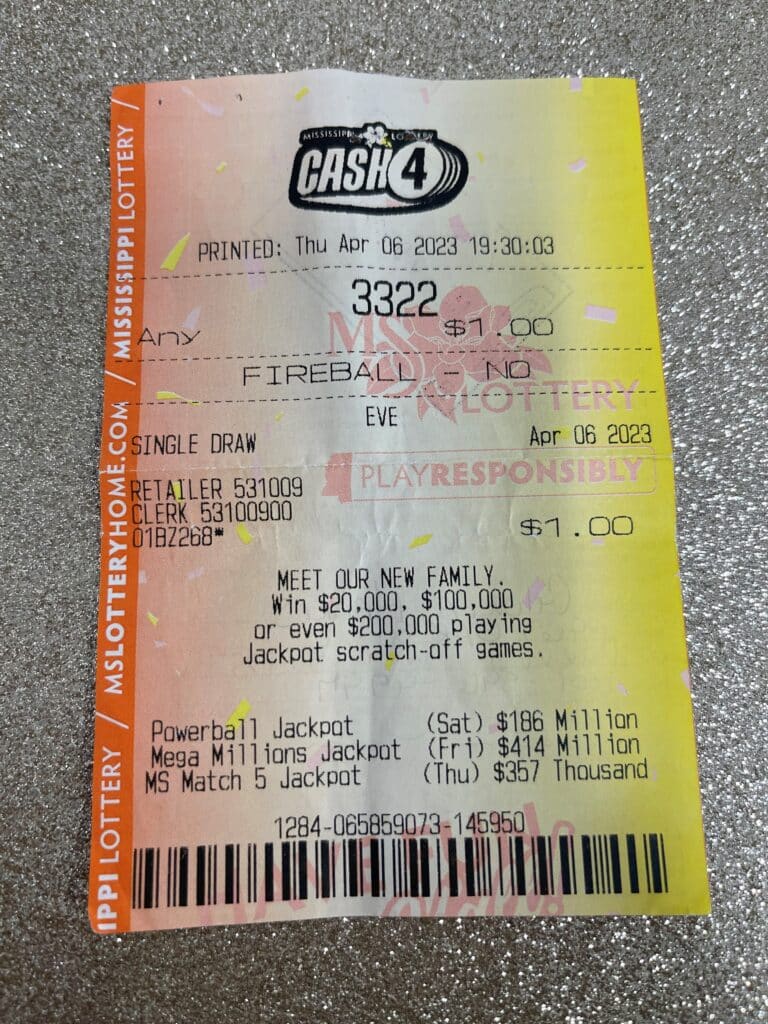 MISSISSIPPI LOTTERY
CASH 4
PRINTED: Thu Apr 06 2023 19:30:03
3322
Any $1.00
FIREBALL - NO
MS LOTTERY
EVE
SINGLE DRAW Apr 06 2023
PLAYRESPONSIBLY
RETAILER 531009
CLERK 53100900
01BZ268* $1.00
MEET OUR NEW FAMILY.
Win $20,000, $100,000
or even $200,000 playing
Jackpot scratch-off games.
Powerball Jackpot (Sat) $186 Million
Mega Millions Jackpot (Fri) $414 Million
MS Match 5 Jackpot (Thu) $357 Thousand
1284-065859073-145950
IPPI LOTTERY / MSLOTTERYHOME.COM / MISSISSIPPI LOTTERY /